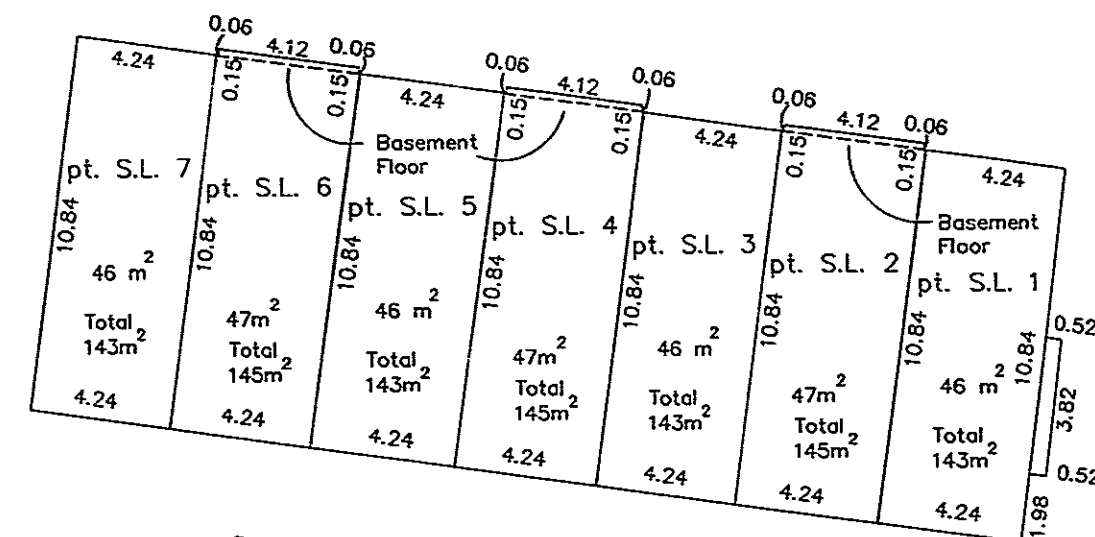 4.24
0.06
4.12
0.06
0.15
0.15
4.24
0.06
4.12
0.06
0.15
0.15
4.24
0.06
4.12
0.06
0.15
0.15
4.24
Basement
Floor
Basement
Floor
pt. S.L. 7
10.84
46 m²
Total
143m²
4.24
pt. S.L. 6
10.84
47m²
Total
145m²
4.24
pt. S.L. 5
10.84
46 m²
Total
143m²
4.24
pt. S.L. 4
10.84
47m²
Total
145m²
4.24
pt. S.L. 3
10.84
46 m²
Total
143m²
4.24
pt. S.L. 2
10.84
47m²
Total
145m²
4.24
pt. S.L. 1
10.84
46 m²
Total
143m²
4.24
10.84
0.52
3.82
0.52
1.98